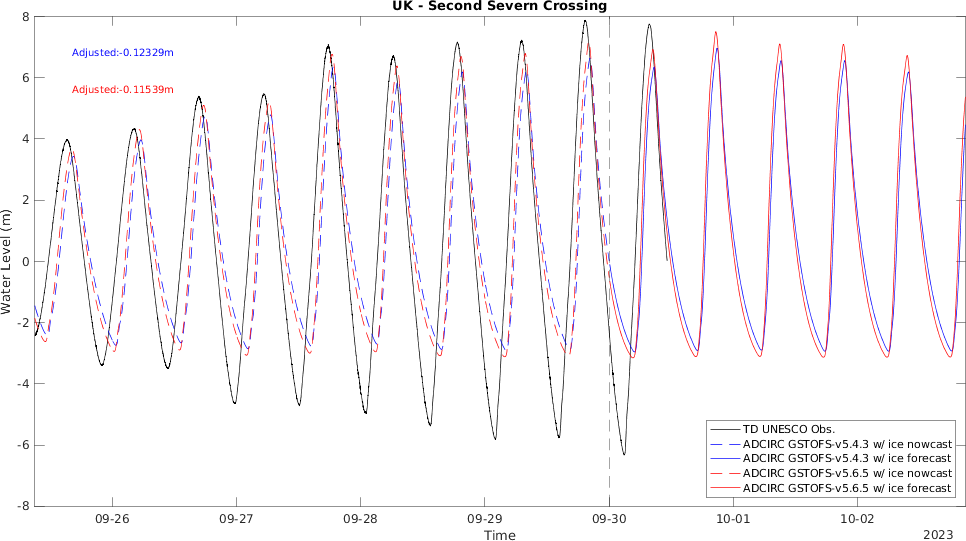 UK - Second Severn Crossing
Adjusted:-0.12329m
Adjusted:-0.11539m
Water Level (m)
8
6
4
2
0
-2
-4
-6
-8
TD UNESCO Obs.
ADCIRC GSTOFS-v5.4.3 w/ ice nowcast
ADCIRC GSTOFS-v5.4.3 w/ ice forecast
ADCIRC GSTOFS-v5.6.5 w/ ice nowcast
ADCIRC GSTOFS-v5.6.5 w/ ice forecast
09-26 09-27 09-28 09-29 09-30 10-01 10-02
Time
2023